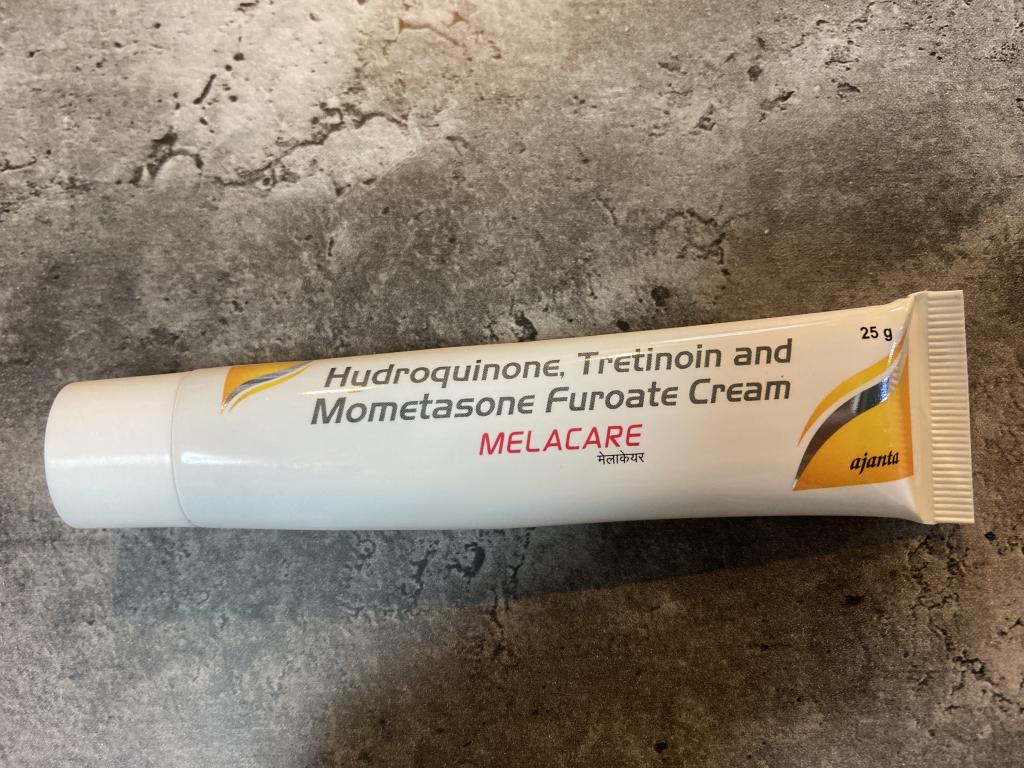 25 g
Hydroquinone, Tretinoin and
Mometasone Furoate Cream
MELACARE
मेलाकेयर
ajanta